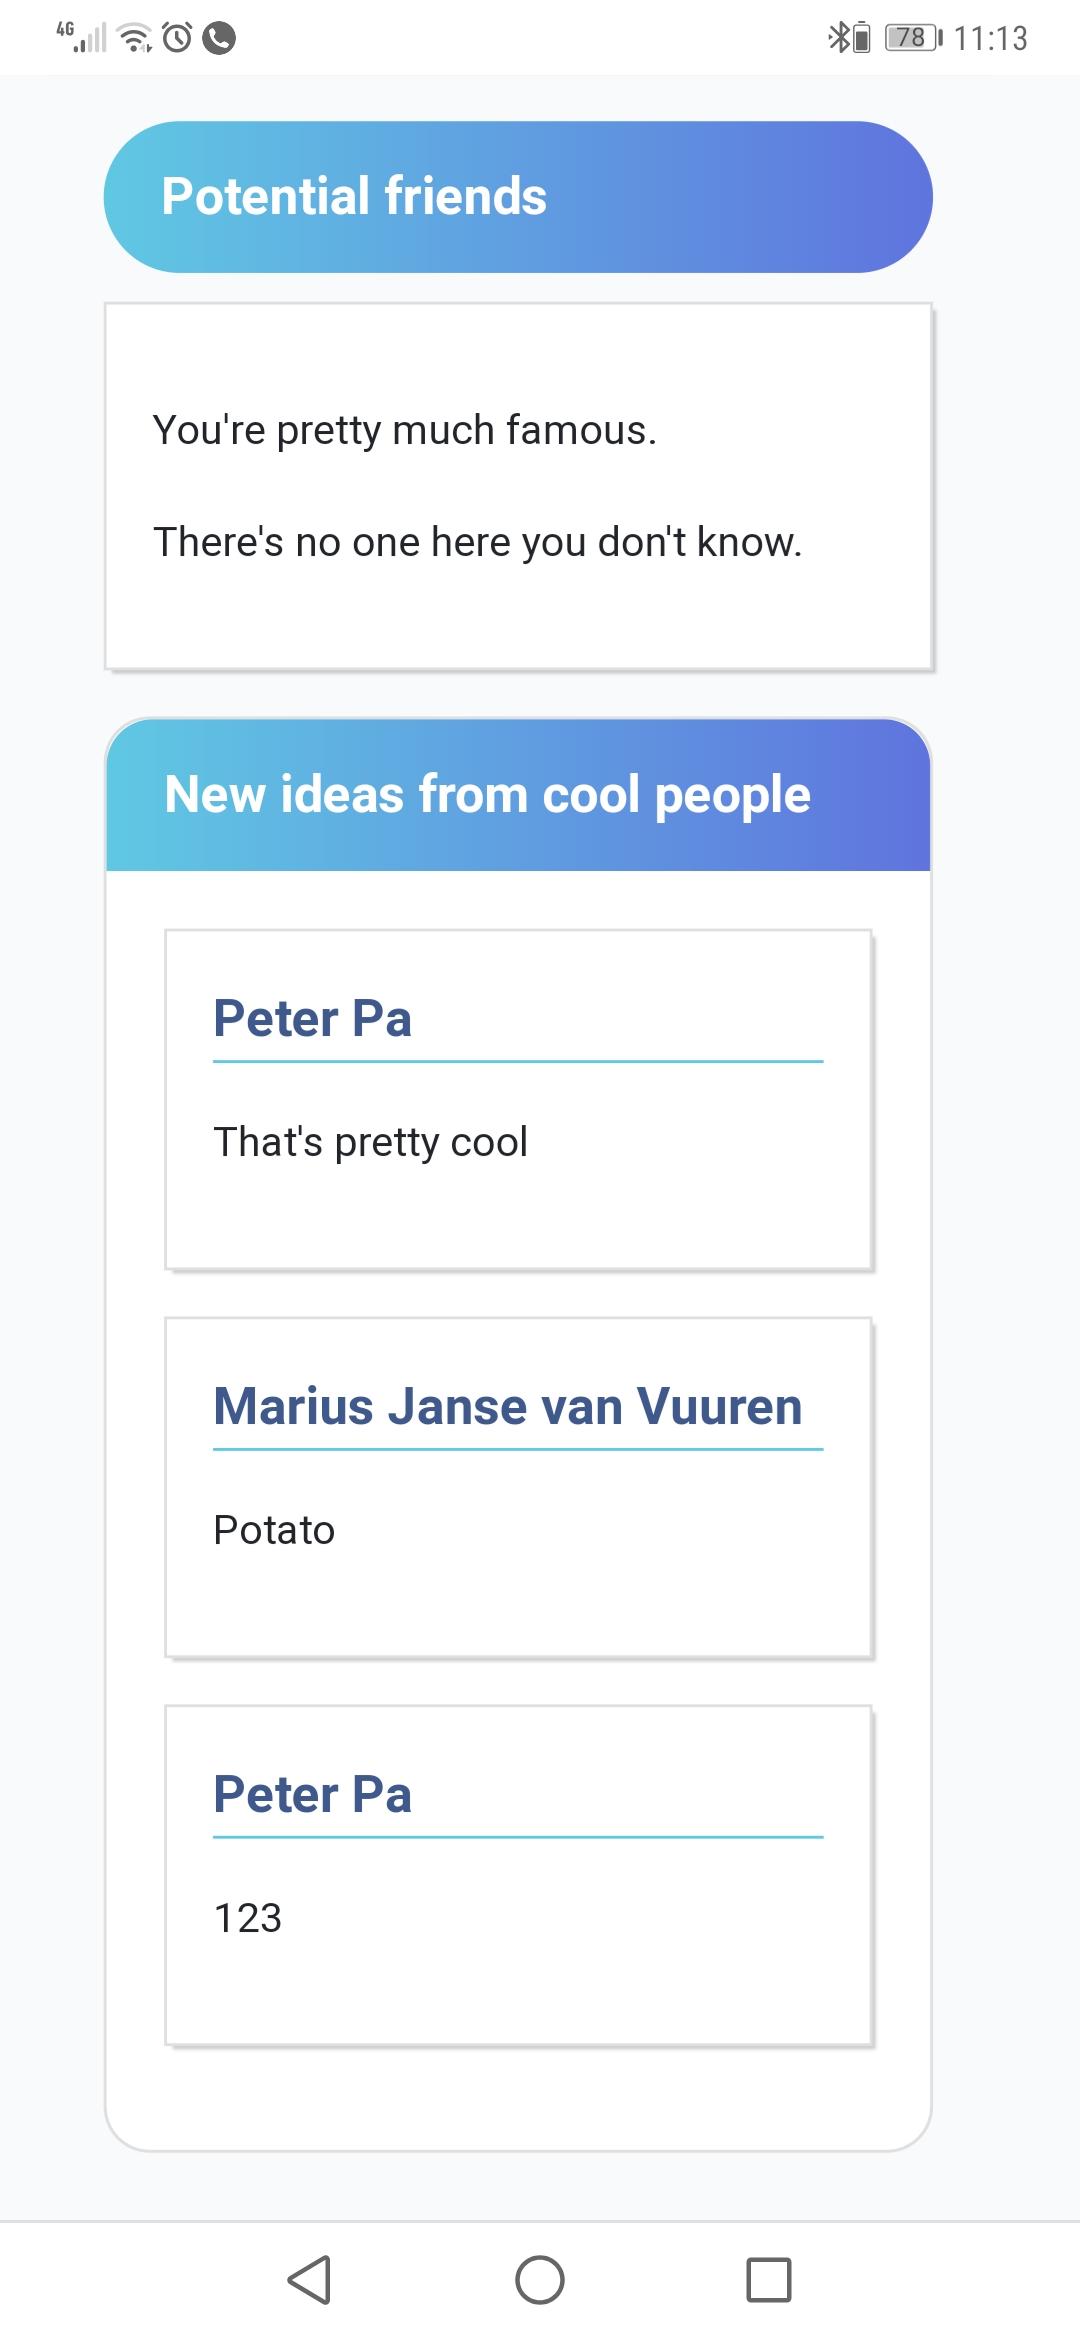 4G 78 11:13
Potential friends
You're pretty much famous.
There's no one here you don't know.
New ideas from cool people
Peter Pa
That's pretty cool
Marius Janse van Vuuren
Potato
Peter Pa
123